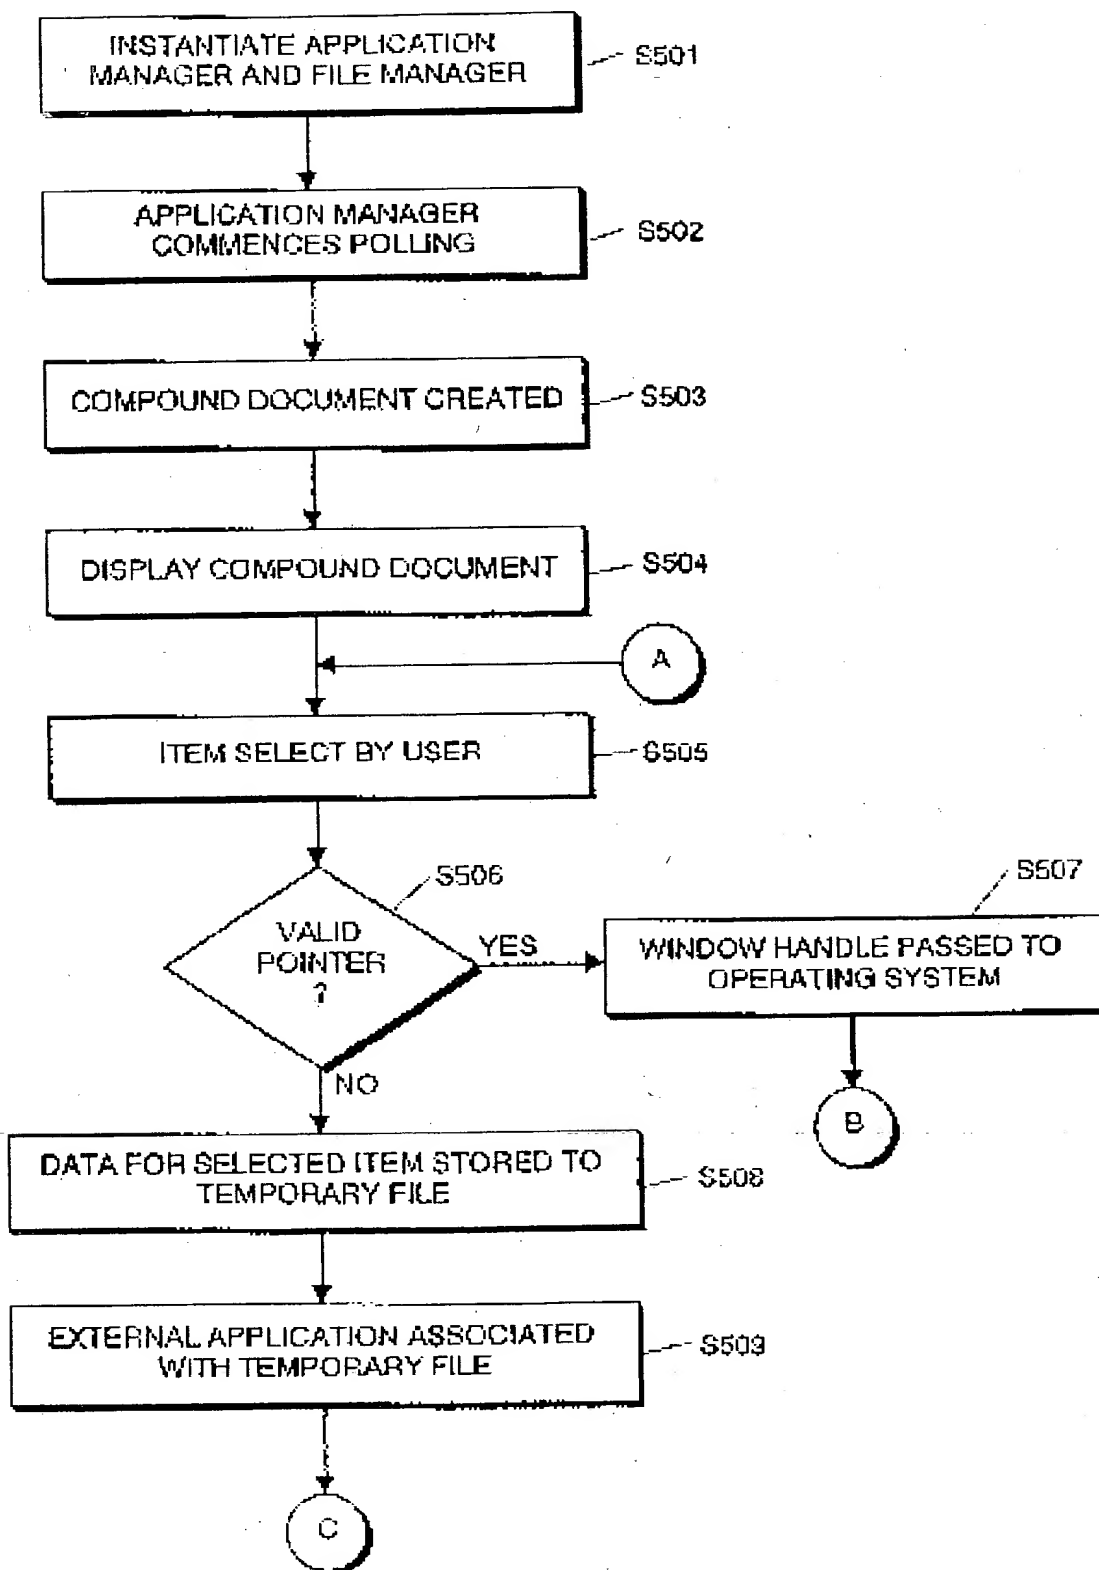 INSTANTIATE APPLICATION
MANAGER AND FILE MANAGER
S501
APPLICATION MANAGER
COMMENCES POLLING
S502
COMPOUND DOCUMENT CREATED
S503
DISPLAY COMPOUND DOCUMENT
S504
A
ITEM SELECT BY USER
S505
S506
VALID
POINTER
?
YES
NO
S507
WINDOW HANDLE PASSED TO
OPERATING SYSTEM
B
DATA FOR SELECTED ITEM STORED TO
TEMPORARY FILE
S508
EXTERNAL APPLICATION ASSOCIATED
WITH TEMPORARY FILE
S509
C